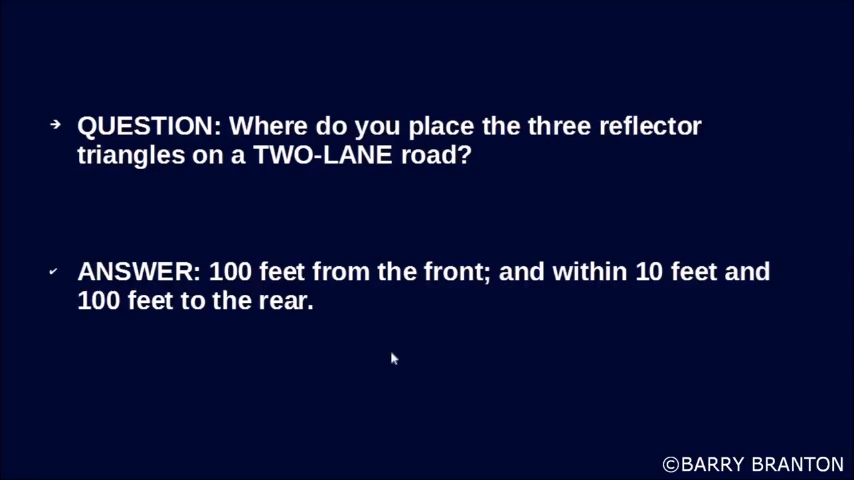 QUESTION: Where do you place the three reflector
triangles on a TWO-LANE road?
ANSWER: 100 feet from the front; and within 10 feet and
100 feet to the rear.
©BARRY BRANTON